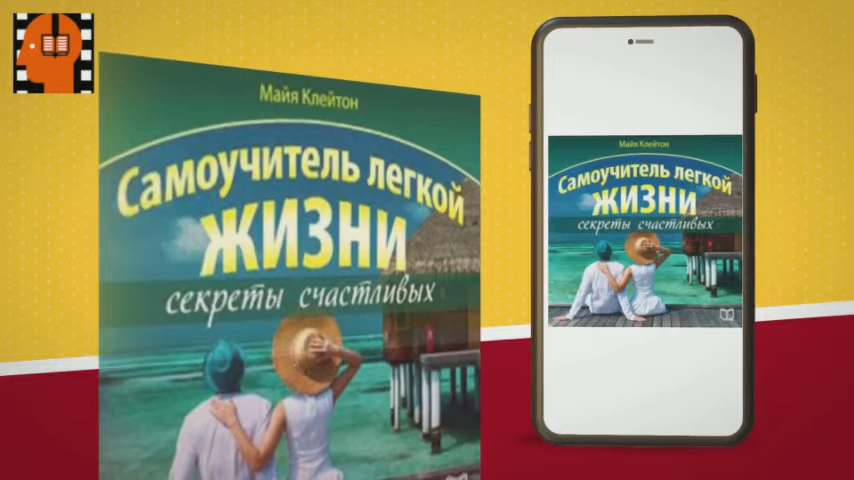 Майя Клейтон
Самоучитель легкой
жизни
секреты счастливых
Майя Клейтон
Самоучитель легкой
жизни
секреты счастливых